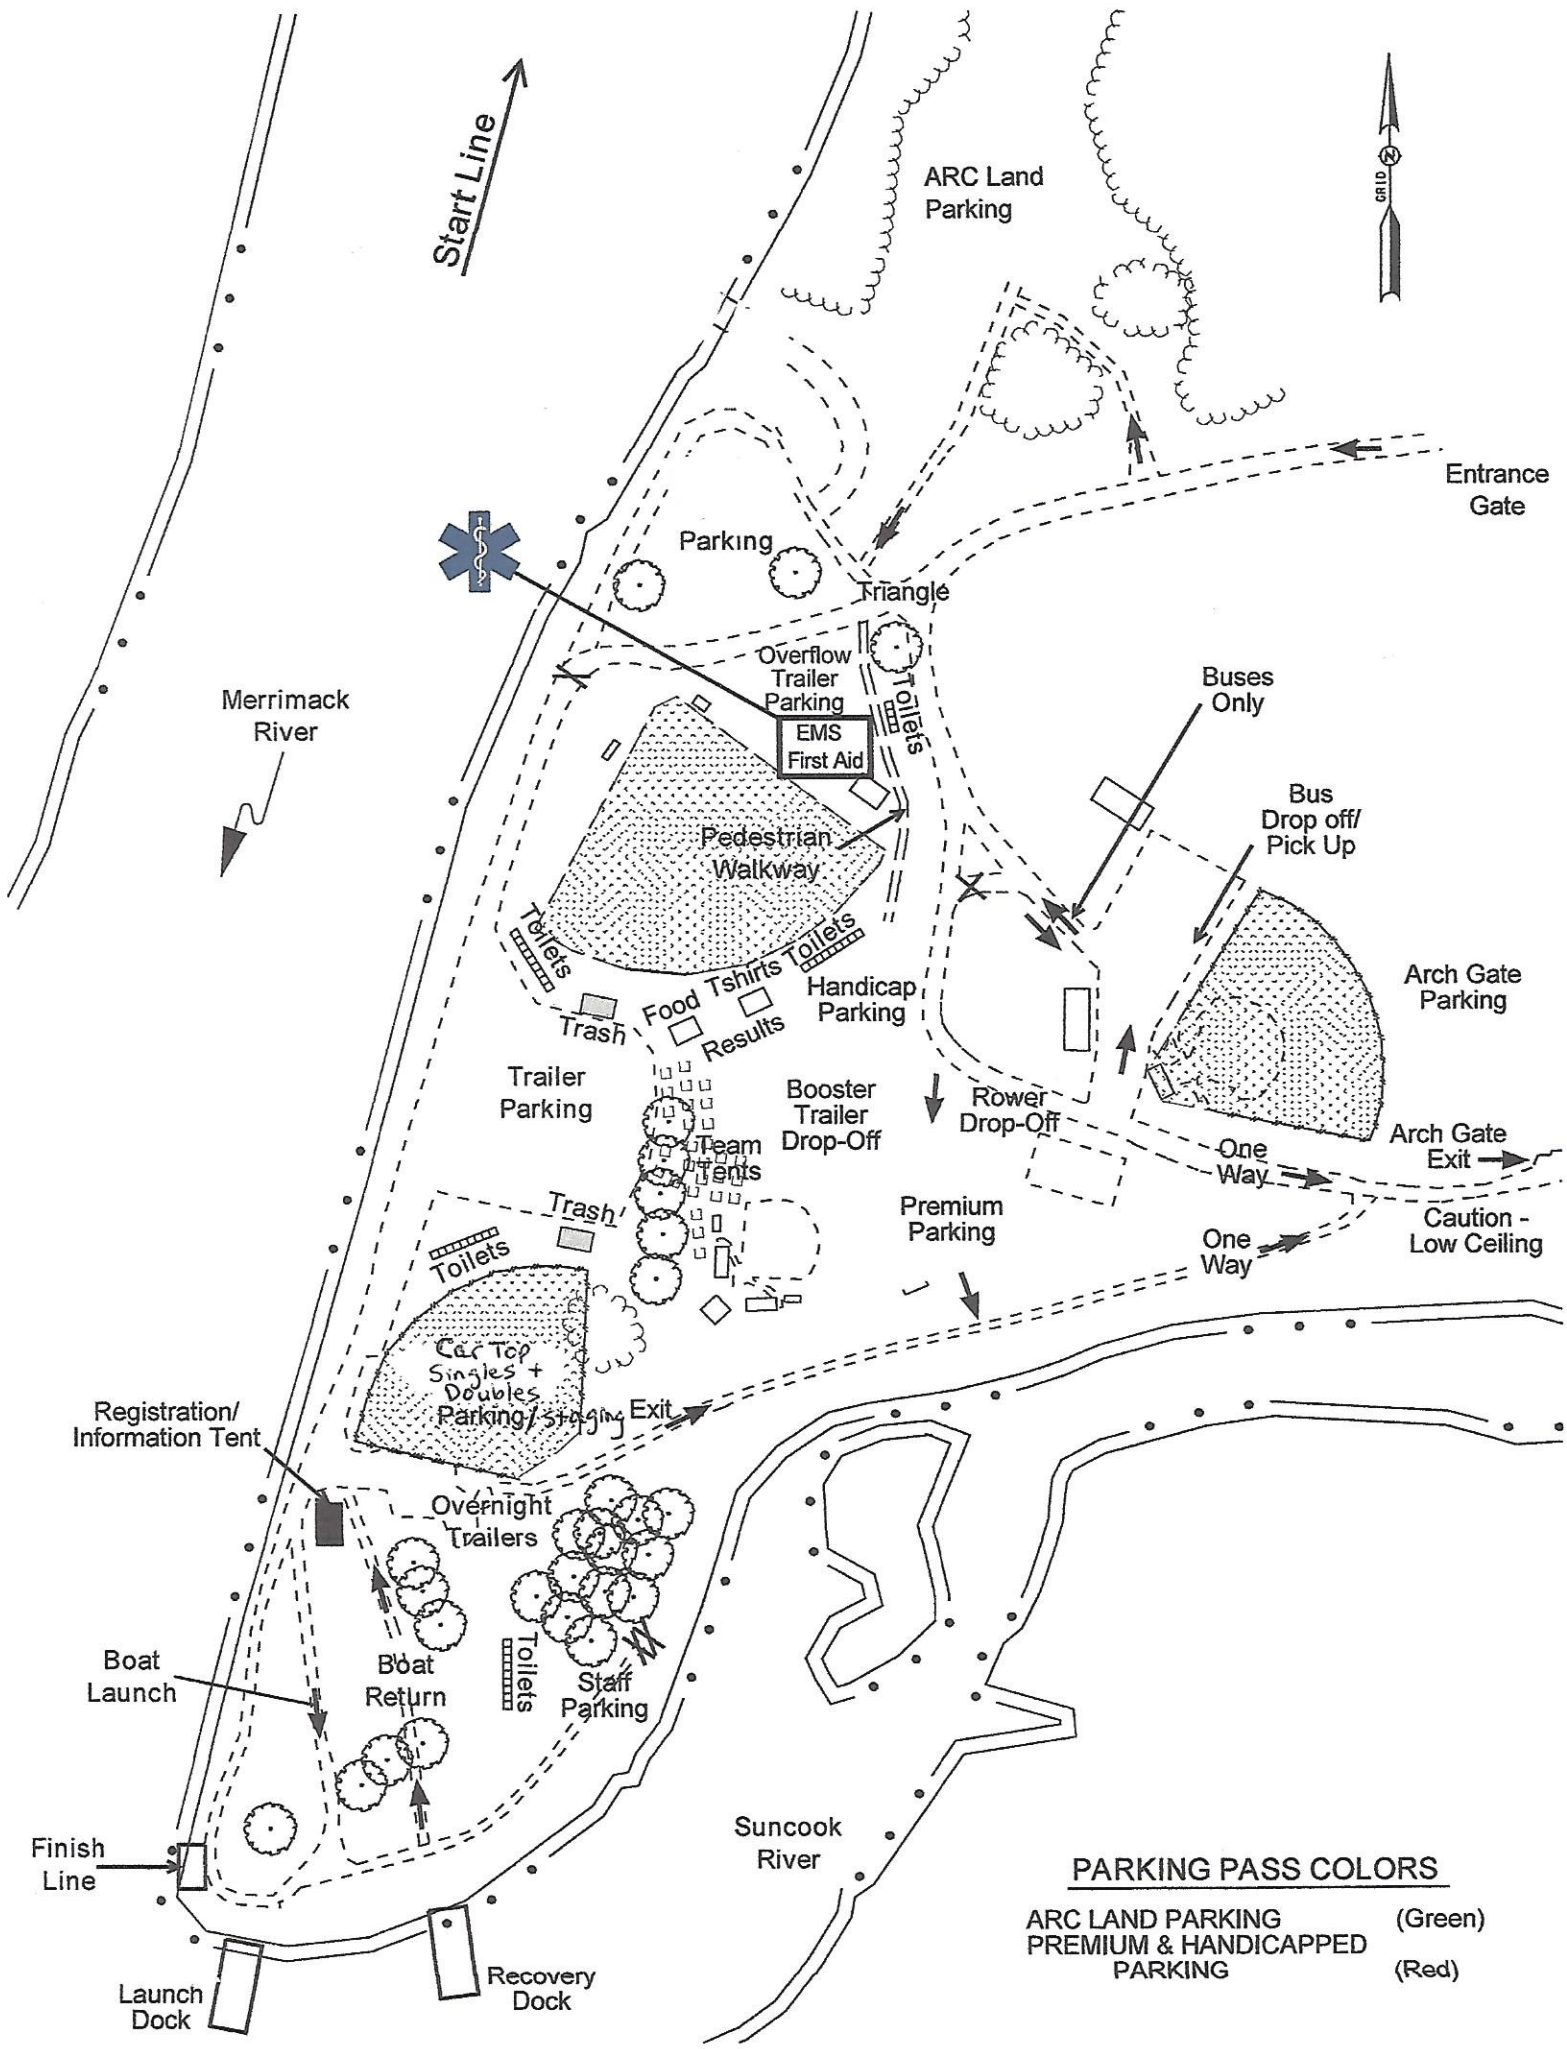 Start Line
ARC Land
Parking
GRID
N
Entrance
Gate
Parking
Triangle
Overflow
Trailer
Parking
Toilets
EMS
First Aid
Merrimack
River
Buses
Only
Bus
Drop off/
Pick Up
Pedestrian
Walkway
Toilets
Toilets
Tshirts
Food
Results
Trash
Handicap
Parking
Arch Gate
Parking
Trailer
Parking
Booster
Trailer
Drop-Off
Rower
Drop-Off
Team
Tents
One
Way
Arch Gate
Exit
Trash
Toilets
Premium
Parking
Caution -
Low Ceiling
One
Way
Car Top
Singles +
Doubles
Parking/staging
Exit
Registration/
Information Tent
Overnight
Trailers
Boat
Launch
Boat
Return
Toilets
Staff
Parking
Finish
Line
Suncook
River
Launch
Dock
Recovery
Dock
PARKING PASS COLORS
ARC LAND PARKING (Green)
PREMIUM & HANDICAPPED
PARKING (Red)